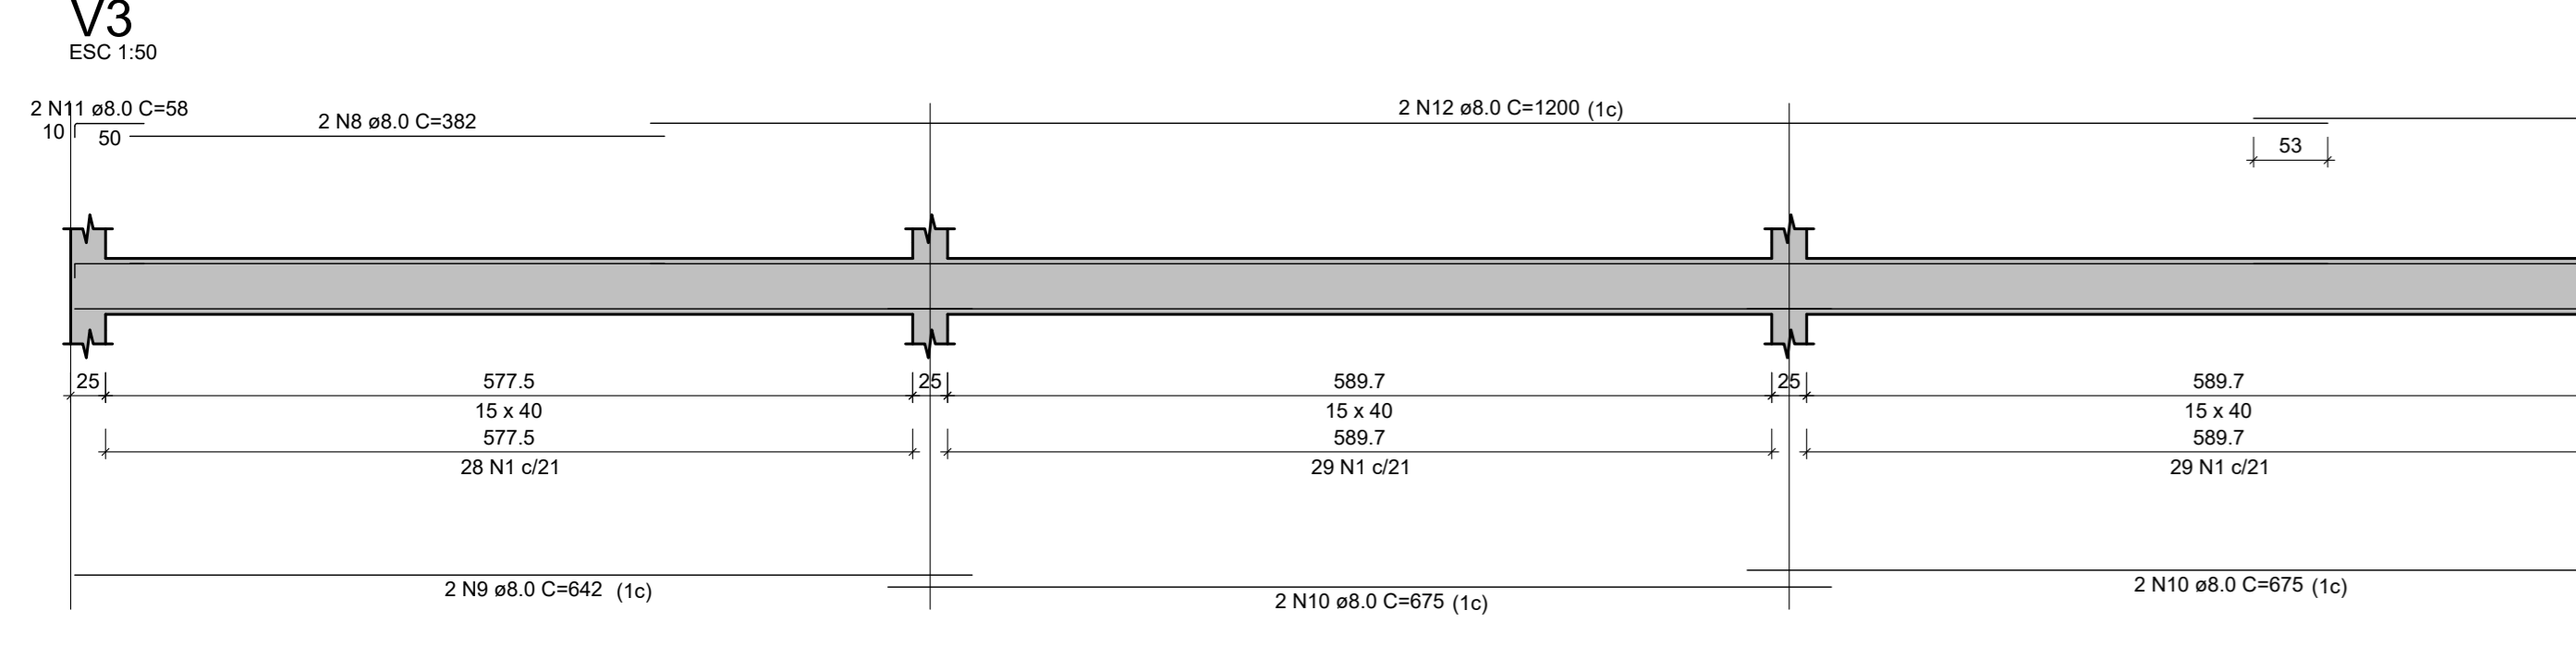 V3
ESC 1:50
2 N11 ø8.0 C=58
2 N8 ø8.0 C=382
2 N12 ø8.0 C=1200 (1c)
10
50
53
25
577.5
25
589.7
25
589.7
15 x 40
15 x 40
15 x 40
577.5
589.7
589.7
28 N1 c/21
29 N1 c/21
29 N1 c/21
2 N9 ø8.0 C=642 (1c)
2 N10 ø8.0 C=675 (1c)
2 N10 ø8.0 C=675 (1c)